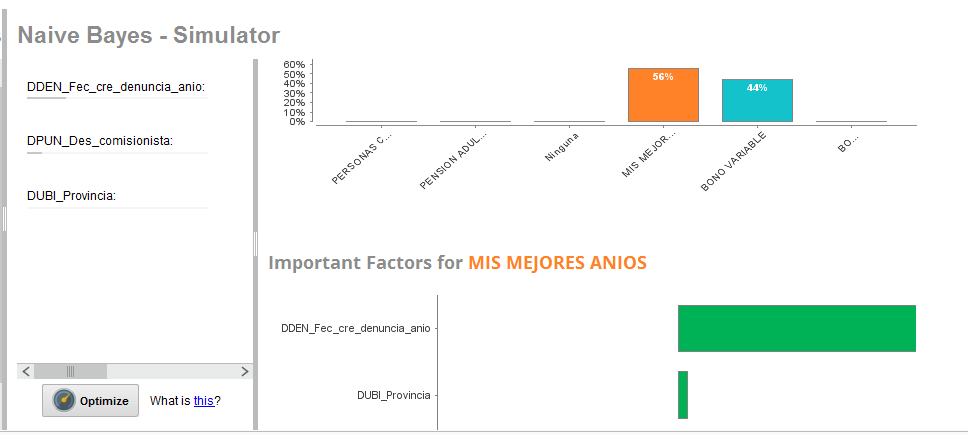 Naive Bayes - Simulator
DDEN_Fec_cre_denuncia_anio:
DPUN_Des_comisionista:
DUBI_Provincia:
Optimize
What is this?
60%
50%
40%
30%
20%
10%
0%
56%
44%
PERSONAS C...
PENSION ADUL...
Ninguna
MIS MEJOR...
BONO VARIABLE
BO...
Important Factors for MIS MEJORES ANIOS
DDEN_Fec_cre_denuncia_anio
DUBI_Provincia